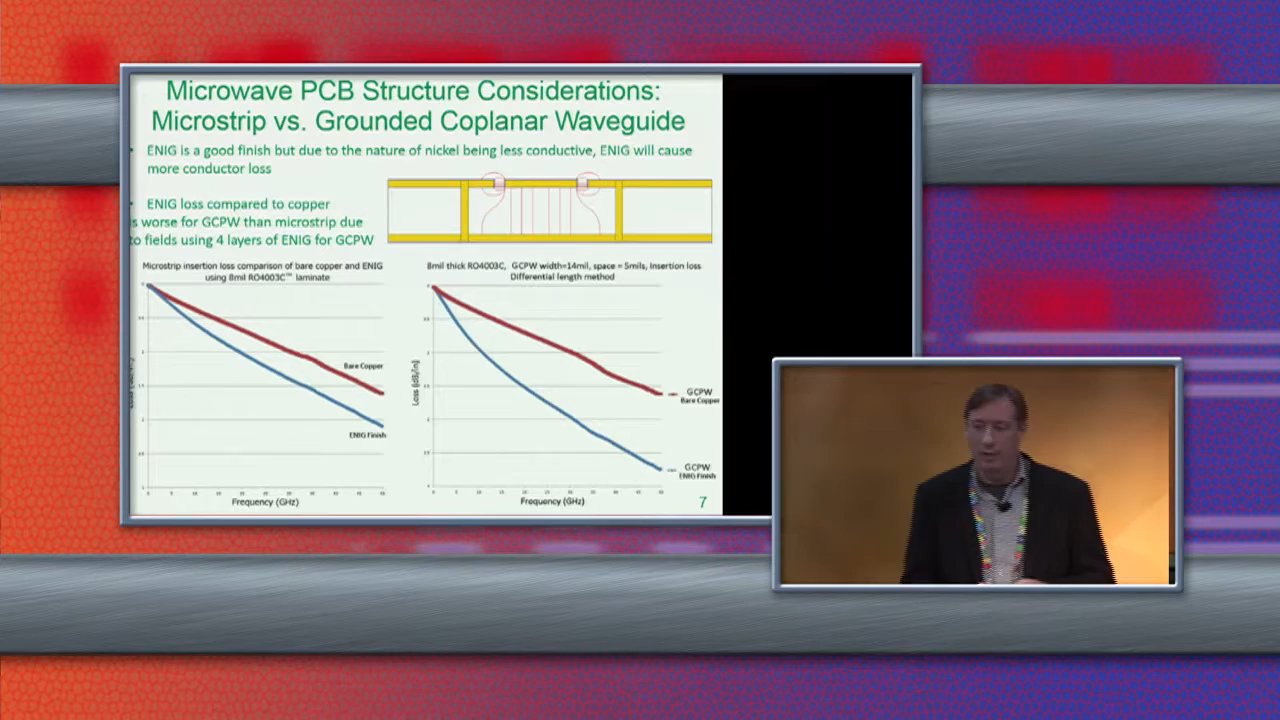 Microwave PCB Structure Considerations:
Microstrip vs. Grounded Coplanar Waveguide
• ENIG is a good finish but due to the nature of nickel being less conductive, ENIG will cause
more conductor loss
• ENIG loss compared to copper
is worse for GCPW than microstrip due
to fields using 4 layers of ENIG for GCPW
Microstrip insertion loss comparison of bare copper and ENIG
using 8mil RO4003C™ laminate
Bare Copper
ENIG Finish
Frequency (GHz)
8mil thick RO4003C, GCPW width=14mil, space = 5mils, Insertion loss
Differential length method
Loss (dB/in)
GCPW
Bare Copper
GCPW
ENIG Finish
Frequency (GHz)
7